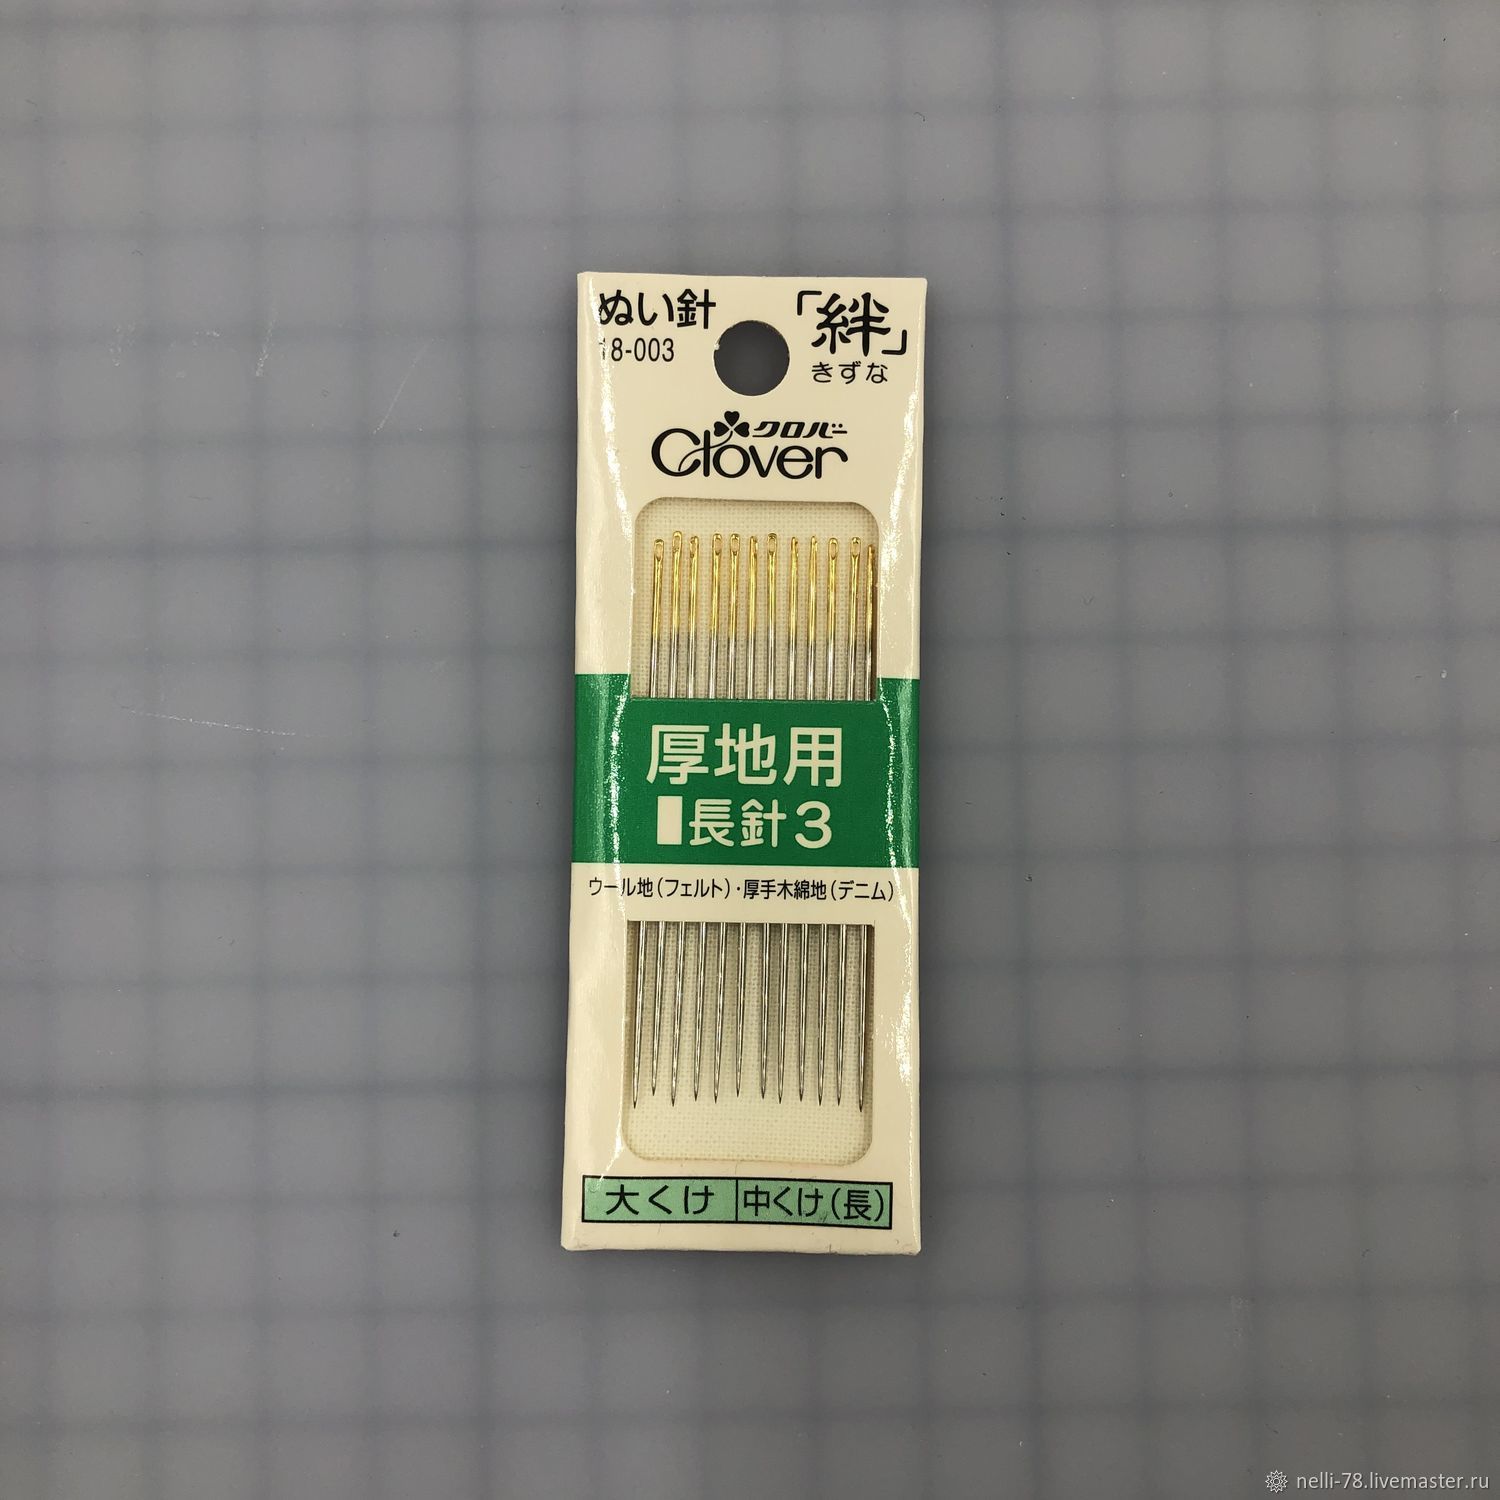 ぬい針
18-003
「絆」
きずな
クロバー
Clover
厚地用
長針3
ウール地(フェルト)・厚手木綿地(デニム)
大くけ
中くけ(長)
nelli-78.livemaster.ru